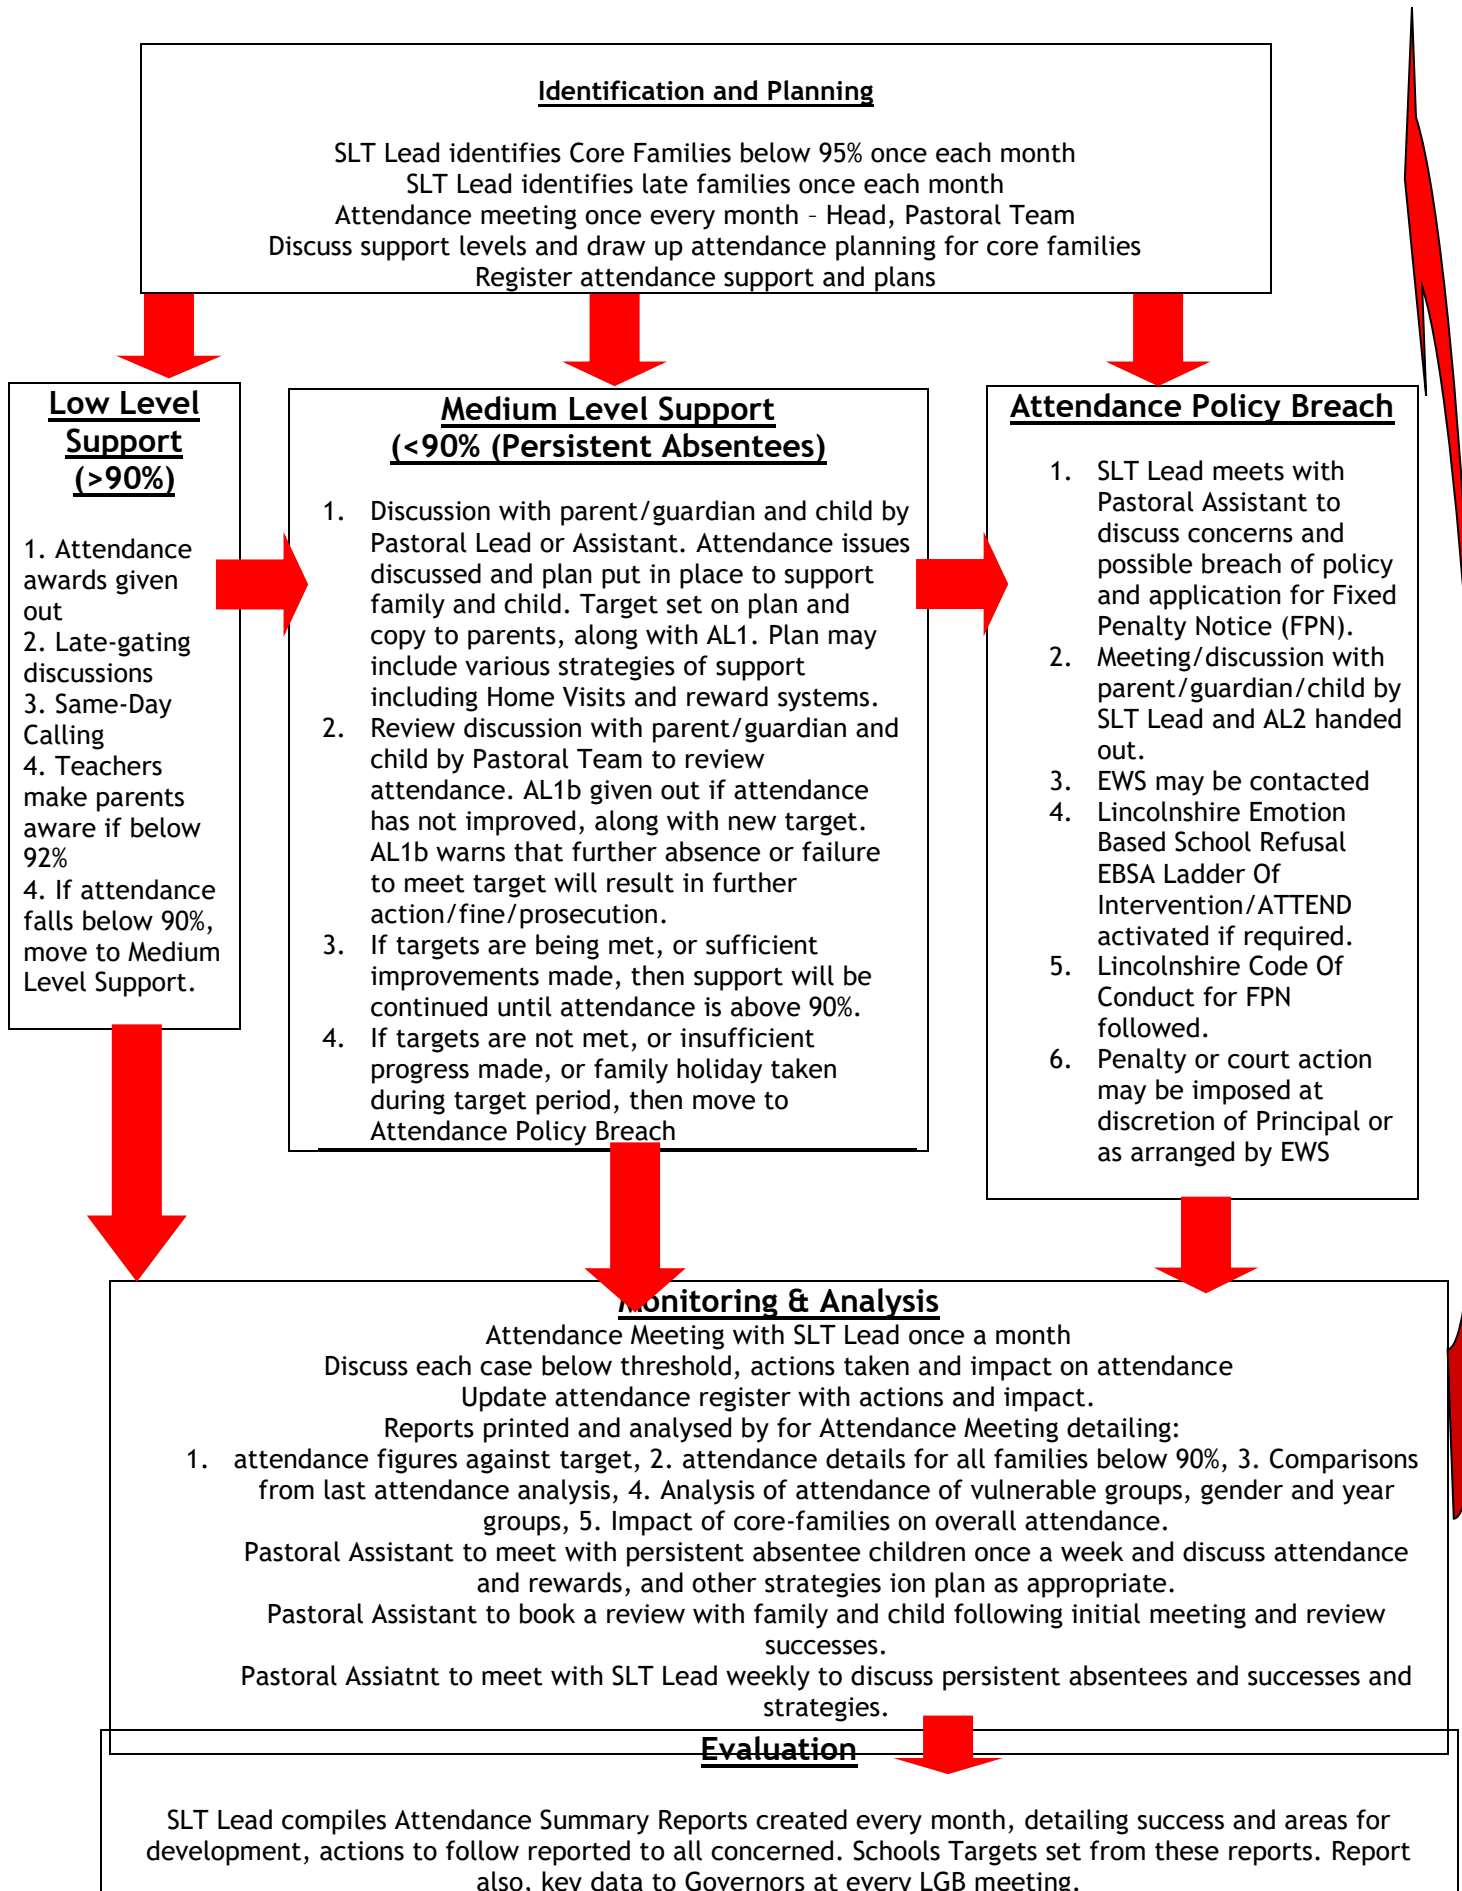 Identification and Planning
SLT Lead identifies Core Families below 95% once each month
SLT Lead identifies late families once each month
Attendance meeting once every month – Head, Pastoral Team
Discuss support levels and draw up attendance planning for core families
Register attendance support and plans
Low Level
Support
(>90%)
1. Attendance
awards given
out
2. Late-gating
discussions
3. Same-Day
Calling
4. Teachers
make parents
aware if below
92%
4. If attendance
falls below 90%,
move to Medium
Level Support.
Medium Level Support
(<90% (Persistent Absentees)
1. Discussion with parent/guardian and child by
Pastoral Lead or Assistant. Attendance issues
discussed and plan put in place to support
family and child. Target set on plan and
copy to parents, along with AL1. Plan may
include various strategies of support
including Home Visits and reward systems.
2. Review discussion with parent/guardian and
child by Pastoral Team to review
attendance. AL1b given out if attendance
has not improved, along with new target.
AL1b warns that further absence or failure
to meet target will result in further
action/fine/prosecution.
3. If targets are being met, or sufficient
improvements made, then support will be
continued until attendance is above 90%.
4. If targets are not met, or insufficient
progress made, or family holiday taken
during target period, then move to
Attendance Policy Breach
Attendance Policy Breach
1. SLT Lead meets with
Pastoral Assistant to
discuss concerns and
possible breach of policy
and application for Fixed
Penalty Notice (FPN).
2. Meeting/discussion with
parent/guardian/child by
SLT Lead and AL2 handed
out.
3. EWS may be contacted
4. Lincolnshire Emotion
Based School Refusal
EBSA Ladder Of
Intervention/ATTEND
activated if required.
5. Lincolnshire Code Of
Conduct for FPN
followed.
6. Penalty or court action
may be imposed at
discretion of Principal or
as arranged by EWS
Monitoring & Analysis
Attendance Meeting with SLT Lead once a month
Discuss each case below threshold, actions taken and impact on attendance
Update attendance register with actions and impact.
Reports printed and analysed by for Attendance Meeting detailing:
1. attendance figures against target, 2. attendance details for all families below 90%, 3. Comparisons
from last attendance analysis, 4. Analysis of attendance of vulnerable groups, gender and year
groups, 5. Impact of core-families on overall attendance.
Pastoral Assistant to meet with persistent absentee children once a week and discuss attendance
and rewards, and other strategies ion plan as appropriate.
Pastoral Assistant to book a review with family and child following initial meeting and review
successes.
Pastoral Assiatnt to meet with SLT Lead weekly to discuss persistent absentees and successes and
strategies.
Evaluation
SLT Lead compiles Attendance Summary Reports created every month, detailing success and areas for
development, actions to follow reported to all concerned. Schools Targets set from these reports. Report
also, key data to Governors at every LGB meeting.